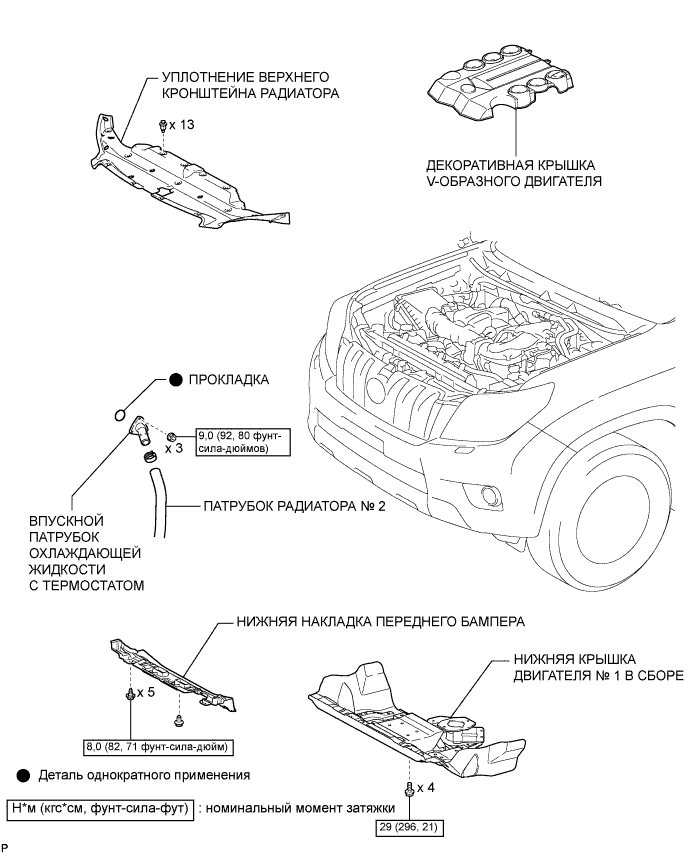 УПЛОТНЕНИЕ ВЕРХНЕГО
КРОНШТЕЙНА РАДИАТОРА
x 13
ДЕКОРАТИВНАЯ КРЫШКА
V-ОБРАЗНОГО ДВИГАТЕЛЯ
● ПРОКЛАДКА
9,0 (92, 80 фунт-
сила-дюймов)
x 3
ПАТРУБОК РАДИАТОРА № 2
ВПУСКНОЙ
ПАТРУБОК
ОХЛАЖДАЮЩЕЙ
ЖИДКОСТИ
С ТЕРМОСТАТОМ
НИЖНЯЯ НАКЛАДКА ПЕРЕДНЕГО БАМПЕРА
НИЖНЯЯ КРЫШКА
ДВИГАТЕЛЯ № 1 В СБОРЕ
x 5
8,0 (82, 71 фунт-сила-дюйм)
● Деталь однократного применения
x 4
Н*м (кгс*см, фунт-сила-фут) : номинальный момент затяжки
29 (296, 21)
P